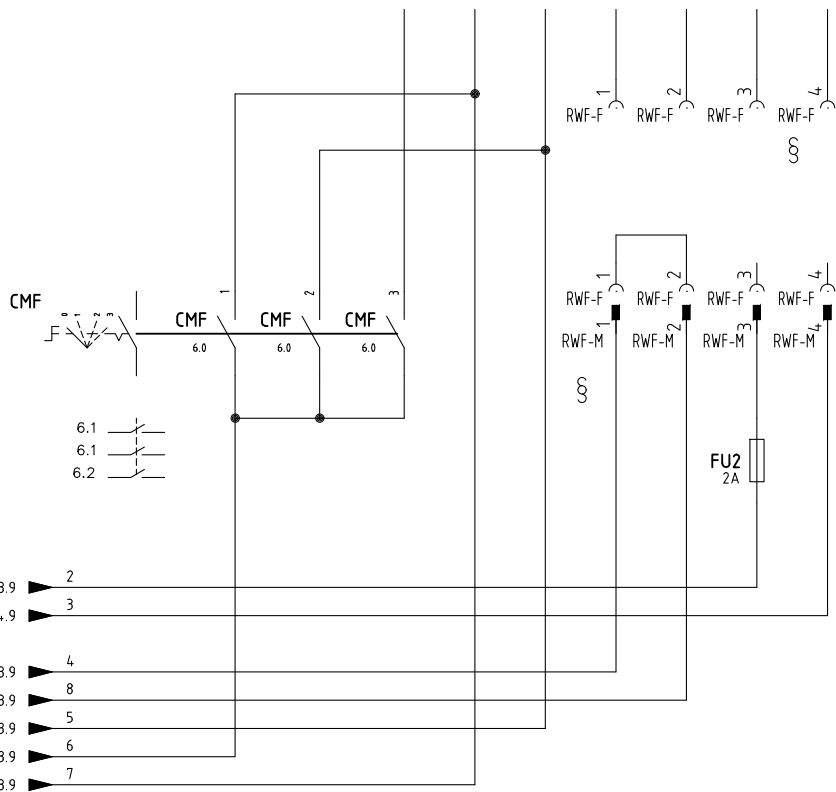 1 2 3 4
RWF-F RWF-F RWF-F RWF-F
§
CMF
0 1 2 3
1 2 3
CMF CMF CMF
6.0 6.0 6.0
1 2 3 4
RWF-F RWF-F RWF-F RWF-F
1 2 3 4
RWF-M RWF-M RWF-M RWF-M
§
6.1
6.1
6.2
FU2
2A
2
3
4
8
5
6
7